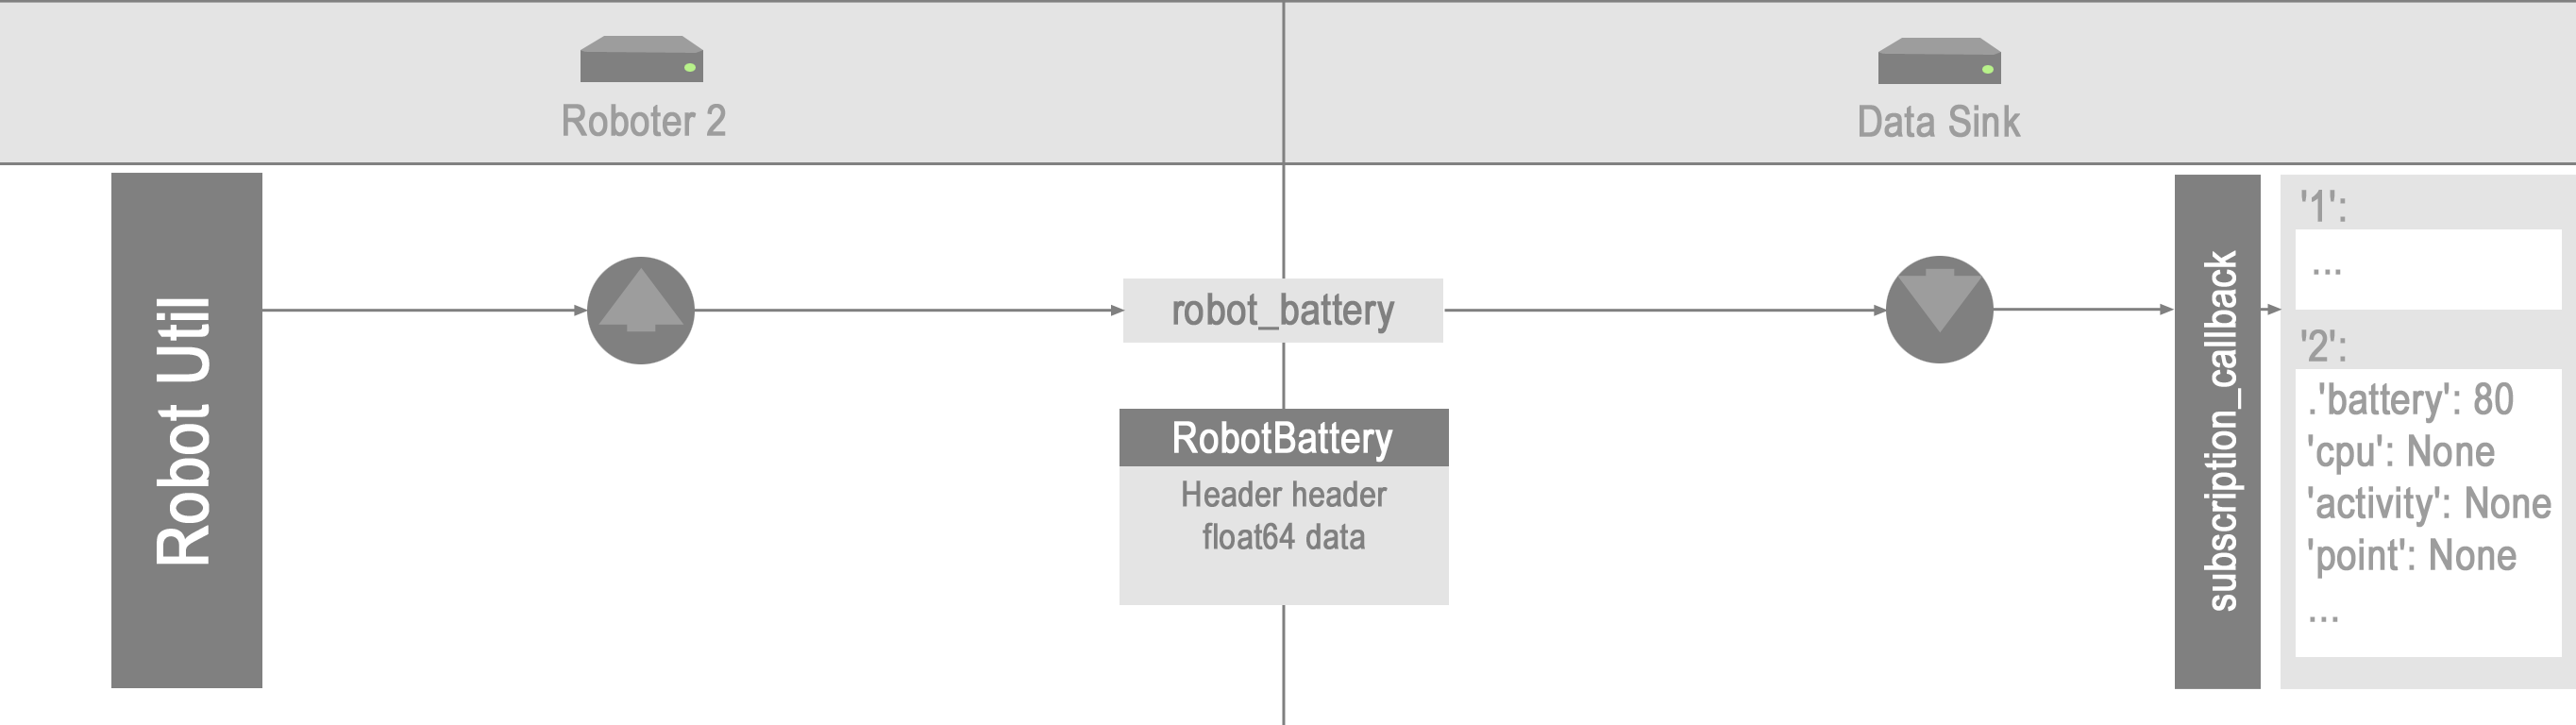 Roboter 2
Data Sink
Robot Util
robot_battery
RobotBattery
Header header
float64 data
subscription_callback
'1':
...
'2':
.'battery': 80
'cpu': None
'activity': None
'point': None
...